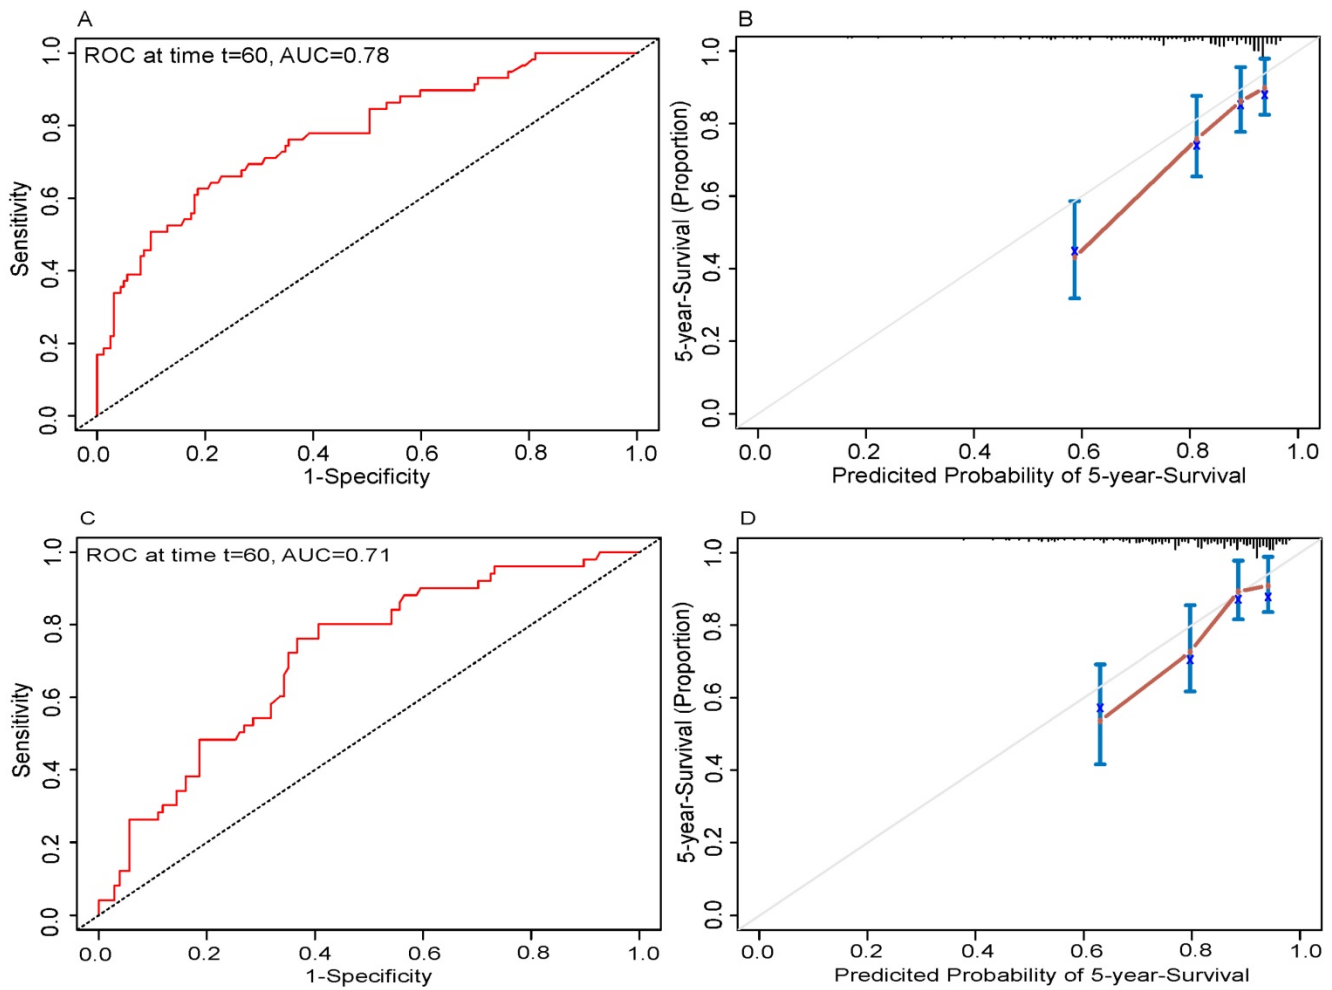 A
ROC at time t=60, AUC=0.78
Sensitivity
0.0 0.2 0.4 0.6 0.8 1.0
0.0 0.2 0.4 0.6 0.8 1.0
1-Specificity
B
5-year-Survival (Proportion)
0.0 0.2 0.4 0.6 0.8 1.0
0.0 0.2 0.4 0.6 0.8 1.0
Predicited Probability of 5-year-Survival
C
ROC at time t=60, AUC=0.71
Sensitivity
0.0 0.2 0.4 0.6 0.8 1.0
0.0 0.2 0.4 0.6 0.8 1.0
1-Specificity
D
5-year-Survival (Proportion)
0.0 0.2 0.4 0.6 0.8 1.0
0.0 0.2 0.4 0.6 0.8 1.0
Predicited Probability of 5-year-Survival